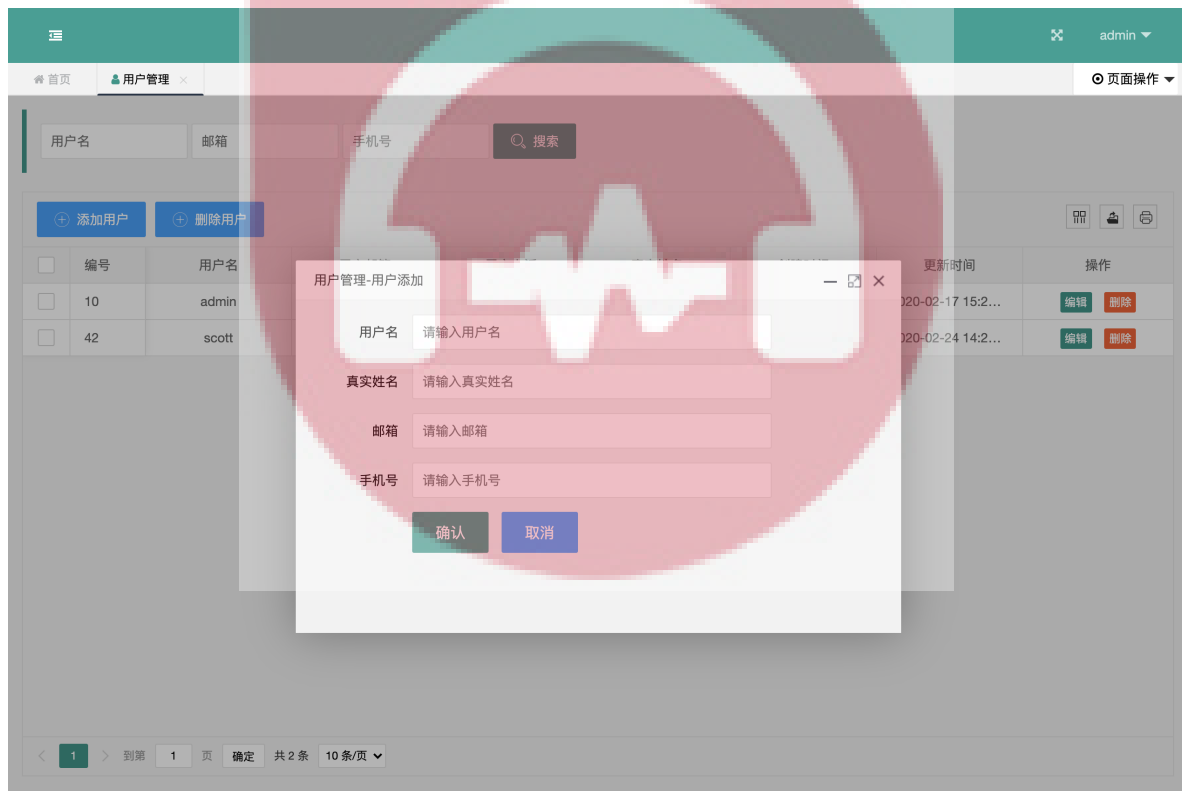 admin
首页 用户管理 页面操作
用户名 邮箱 手机号 搜索
添加用户 删除用户
编号 用户名 更新时间 操作
用户管理-用户添加
10 admin 020-02-17 15:2... 编辑 删除
42 scott 020-02-24 14:2... 编辑 删除
用户名 请输入用户名
真实姓名 请输入真实姓名
邮箱 请输入邮箱
手机号 请输入手机号
确认 取消
1 到第 1 页 确定 共 2 条 10 条/页